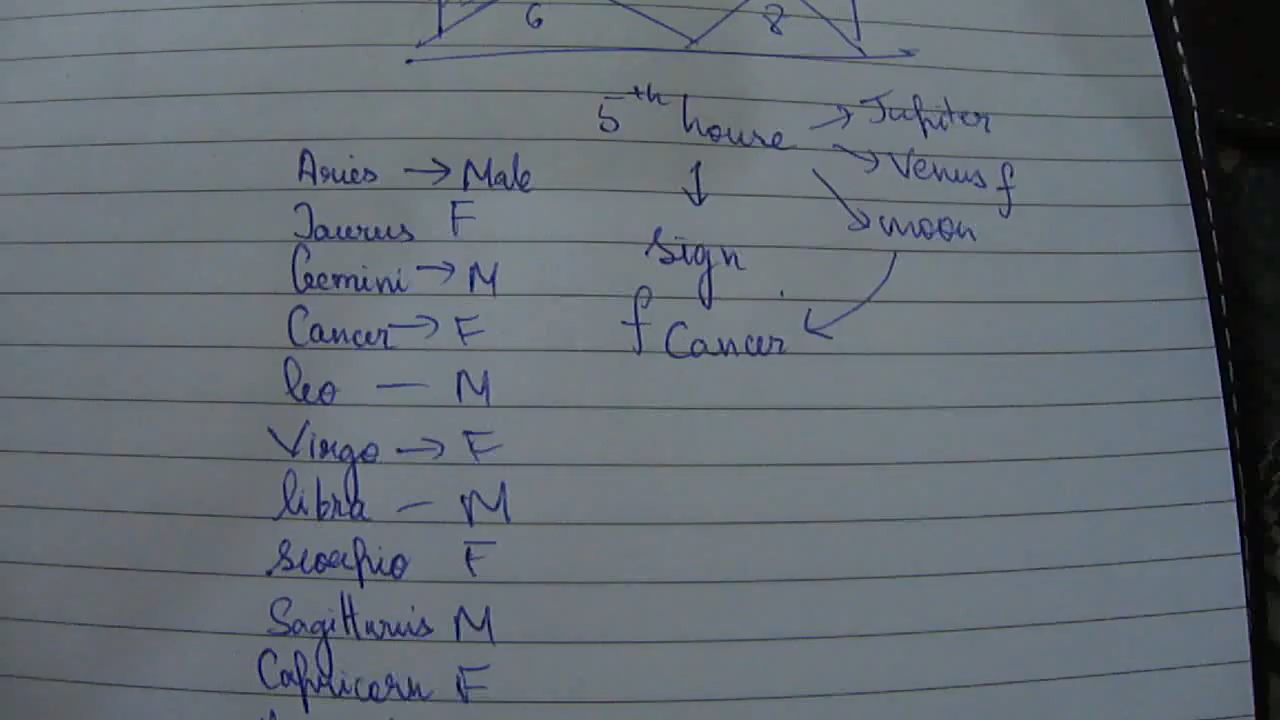 6 8
5th house → Jupiter
→ Venus f
→ moon
↓
sign
f Cancer
Aries → Male
Taurus F
Gemini → M
Cancer → F
leo — M
Virgo → F
libra — M
Scorpio F
Sagitturis M
Capricorn F